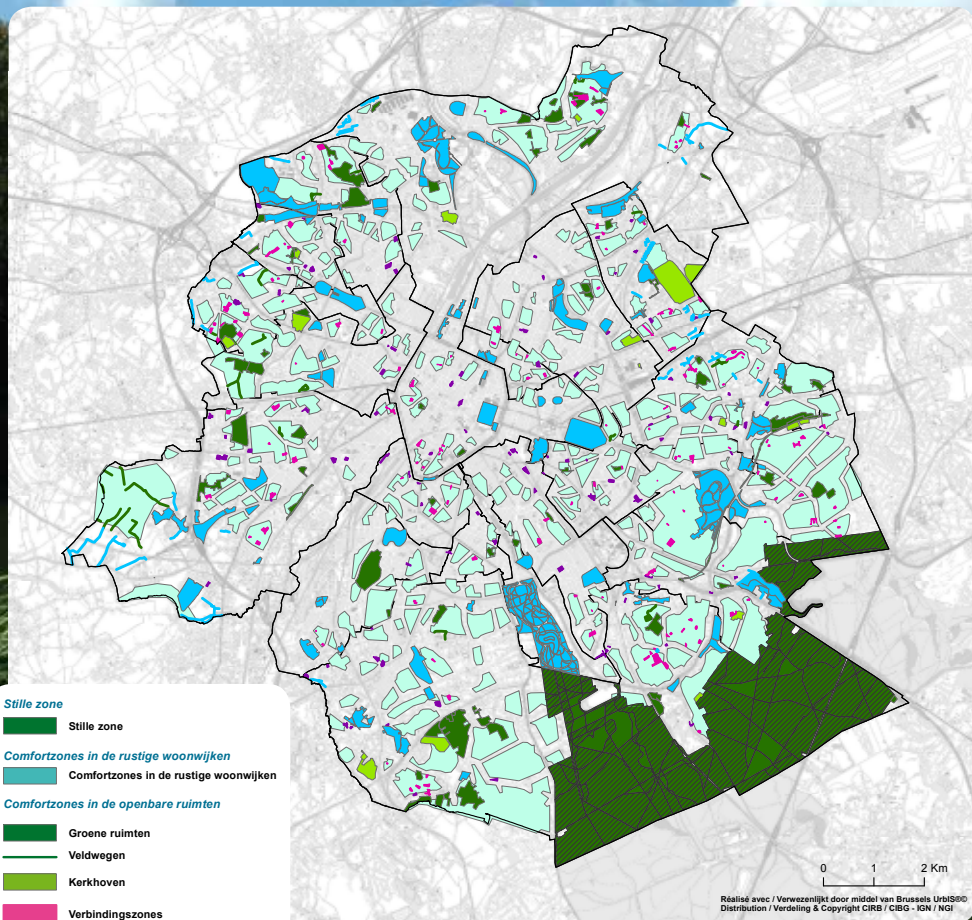 Stille zone
Stille zone
Comfortzones in de rustige woonwijken
Comfortzones in de rustige woonwijken
Comfortzones in de openbare ruimten
Groene ruimten
Veldwegen
Kerkhoven
Verbindingszones
0 1 2 Km
Réalisé avec / Verwezenlijkt door middel van Brussels UrbIS®©
Distribution / Verdeling & Copyright CIRB / CIBG - IGN / NGI